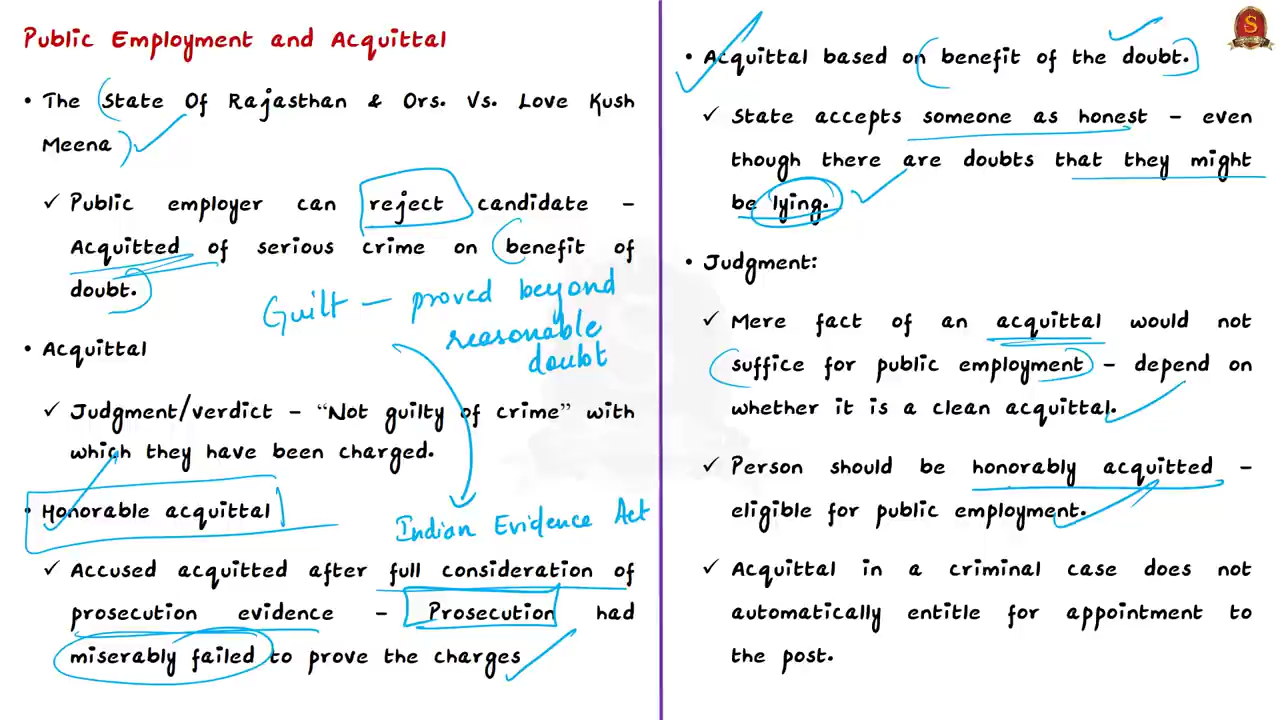 Public Employment and Acquittal
• The State Of Rajasthan & Ors. Vs. Love Kush
Meena
✓ Public employer can reject candidate –
Acquitted of serious crime on benefit of
doubt.
Guilt — proved beyond
reasonable
doubt
• Acquittal
✓ Judgment/verdict – "Not guilty of crime" with
which they have been charged.
• Honorable acquittal
Indian Evidence Act
✓ Accused acquitted after full consideration of
prosecution evidence – Prosecution had
miserably failed to prove the charges
S
• Acquittal based on benefit of the doubt.
✓ State accepts someone as honest – even
though there are doubts that they might
be lying.
• Judgment:
✓ Mere fact of an acquittal would not
suffice for public employment – depend on
whether it is a clean acquittal.
✓ Person should be honorably acquitted –
eligible for public employment.
✓ Acquittal in a criminal case does not
automatically entitle for appointment to
the post.